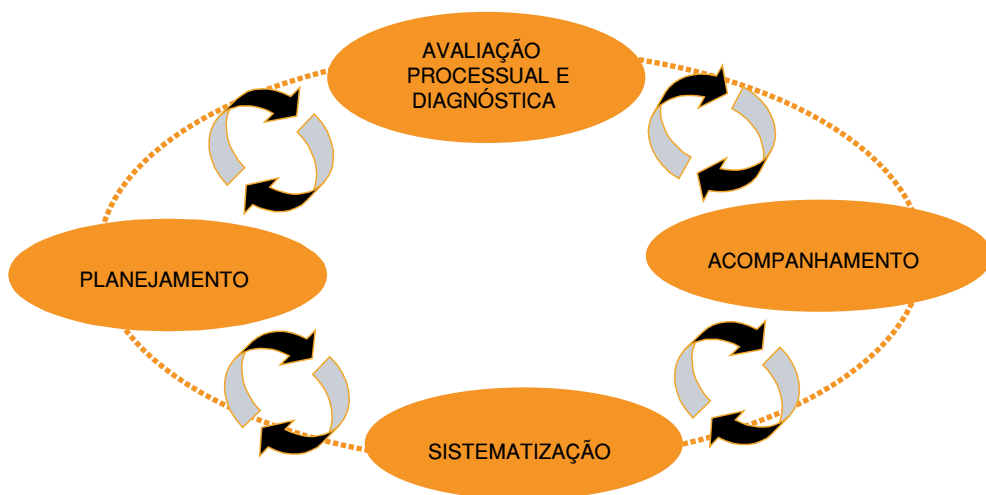 AVALIAÇÃO
PROCESSUAL E
DIAGNÓSTICA
PLANEJAMENTO
ACOMPANHAMENTO
SISTEMATIZAÇÃO